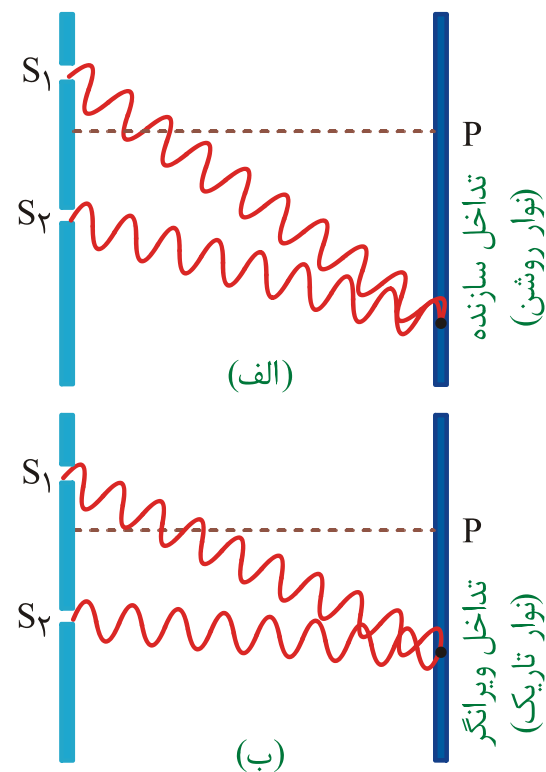 S۱
P
S۲
تداخل سازنده
(نوار روشن)
(الف)
S۱
P
S۲
تداخل ویرانگر
(نوار تاریک)
(ب)